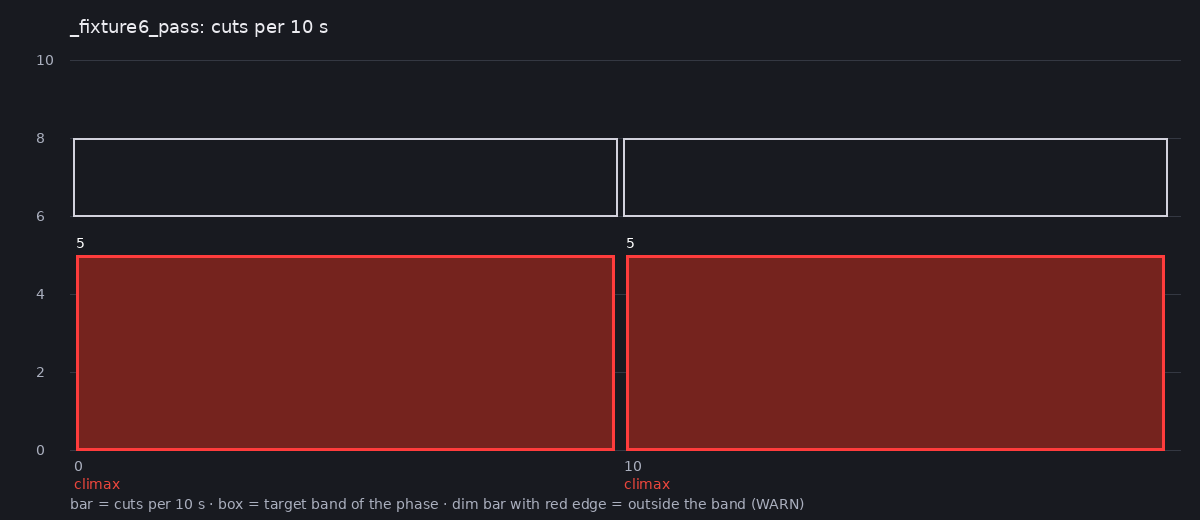 _fixture6_pass: cuts per 10 s
10
8
6
5 5
4
2
0
0 10
climax climax
bar = cuts per 10 s · box = target band of the phase · dim bar with red edge = outside the band (WARN)